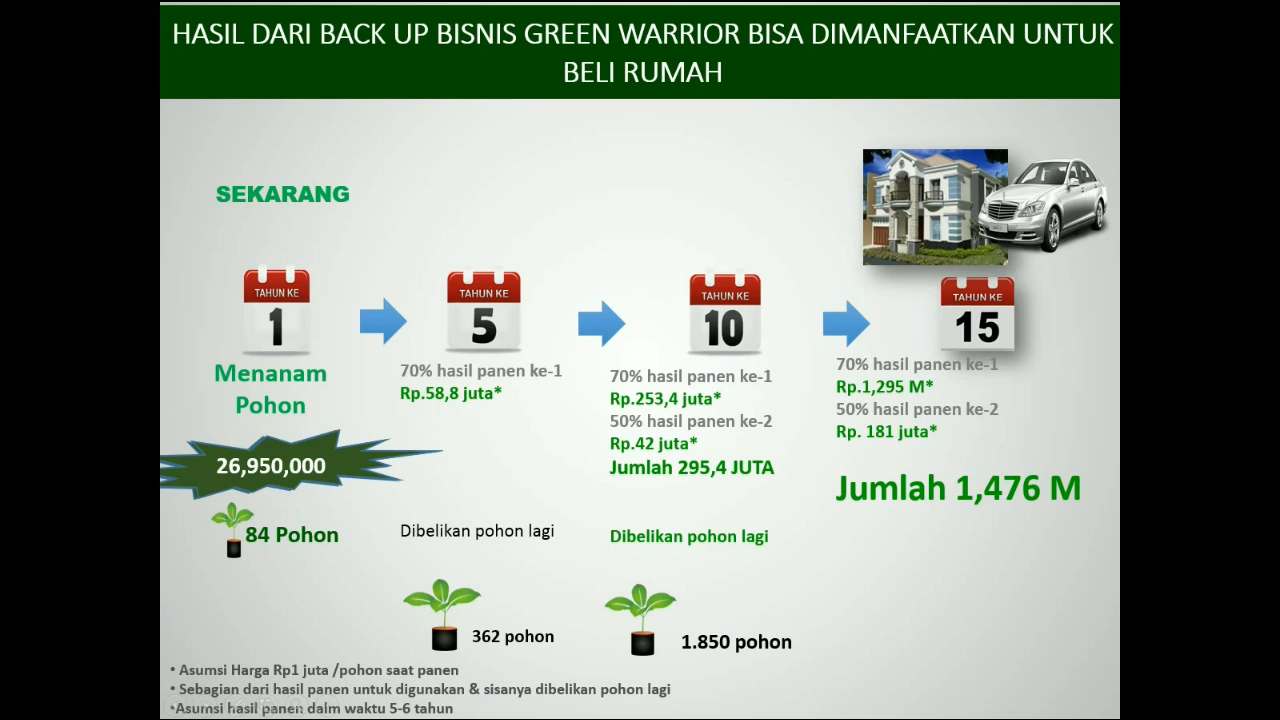 HASIL DARI BACK UP BISNIS GREEN WARRIOR BISA DIMANFAATKAN UNTUK
BELI RUMAH
SEKARANG
TAHUN KE
1
Menanam
Pohon
26,950,000
84 Pohon
TAHUN KE
5
70% hasil panen ke-1
Rp.58,8 juta*
Dibelikan pohon lagi
362 pohon
TAHUN KE
10
70% hasil panen ke-1
Rp.253,4 juta*
50% hasil panen ke-2
Rp.42 juta*
Jumlah 295,4 JUTA
Dibelikan pohon lagi
1.850 pohon
TAHUN KE
15
70% hasil panen ke-1
Rp.1,295 M*
50% hasil panen ke-2
Rp. 181 juta*
Jumlah 1,476 M
• Asumsi Harga Rp1 juta /pohon saat panen
• Sebagian dari hasil panen untuk digunakan & sisanya dibelikan pohon lagi
•Asumsi hasil panen dalm waktu 5-6 tahun